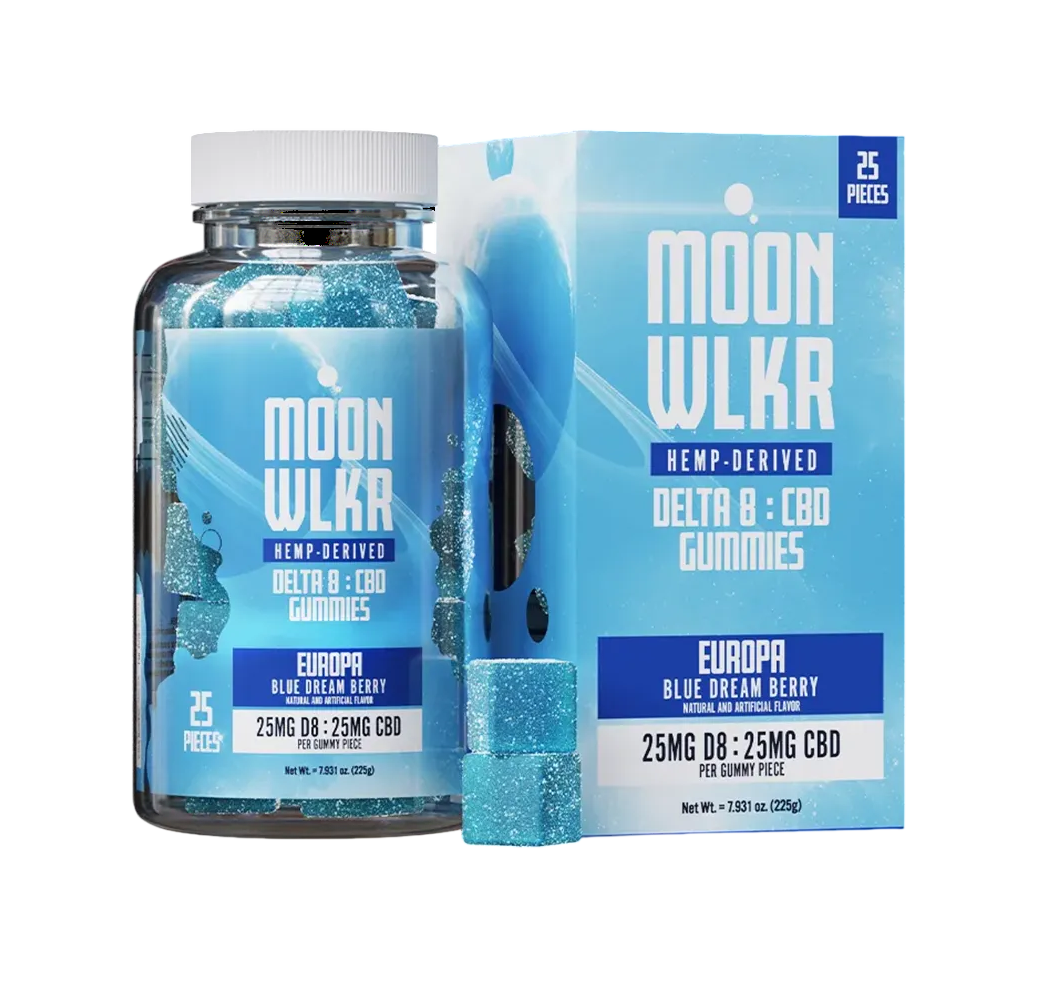 MOON
WLKR
HEMP-DERIVED
DELTA 8 : CBD
GUMMIES
EUROPA
BLUE DREAM BERRY
NATURAL AND ARTIFICIAL FLAVOR
25
PIECES
25MG D8 : 25MG CBD
PER GUMMY PIECE
Net Wt. = 7.931 oz. (225g)
25
PIECES
MOON
WLKR
HEMP-DERIVED
DELTA 8 : CBD
GUMMIES
EUROPA
BLUE DREAM BERRY
NATURAL AND ARTIFICIAL FLAVOR
25MG D8 : 25MG CBD
PER GUMMY PIECE
Net Wt. = 7.931 oz. (225g)